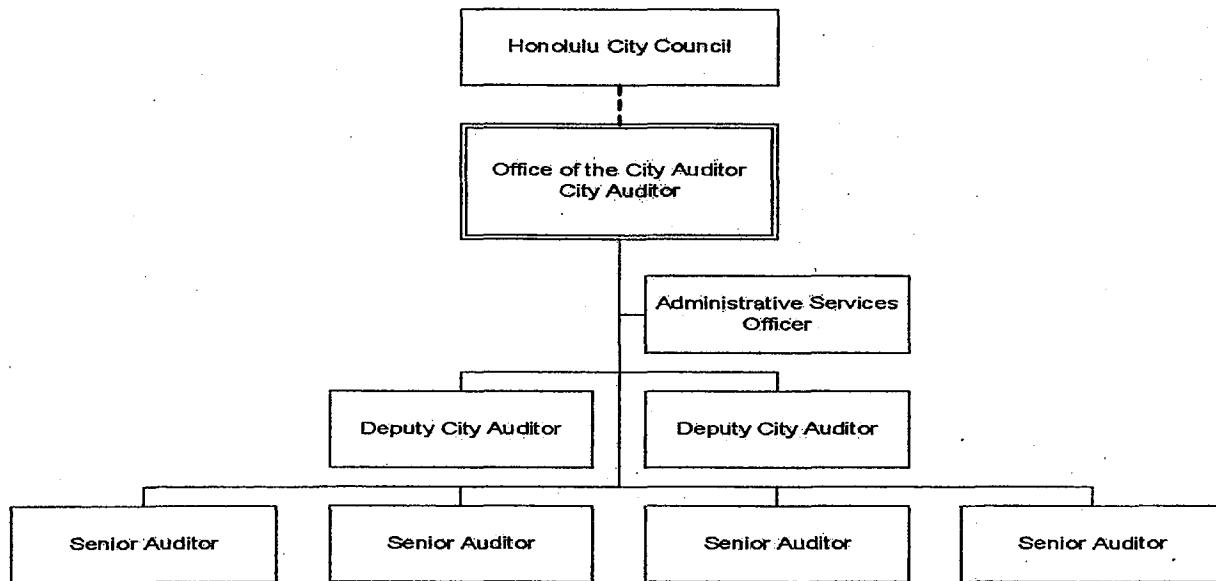 Honolulu City Council
Office of the City Auditor
City Auditor
Administrative Services
Officer
Deputy City Auditor
Deputy City Auditor
Senior Auditor
Senior Auditor
Senior Auditor
Senior Auditor